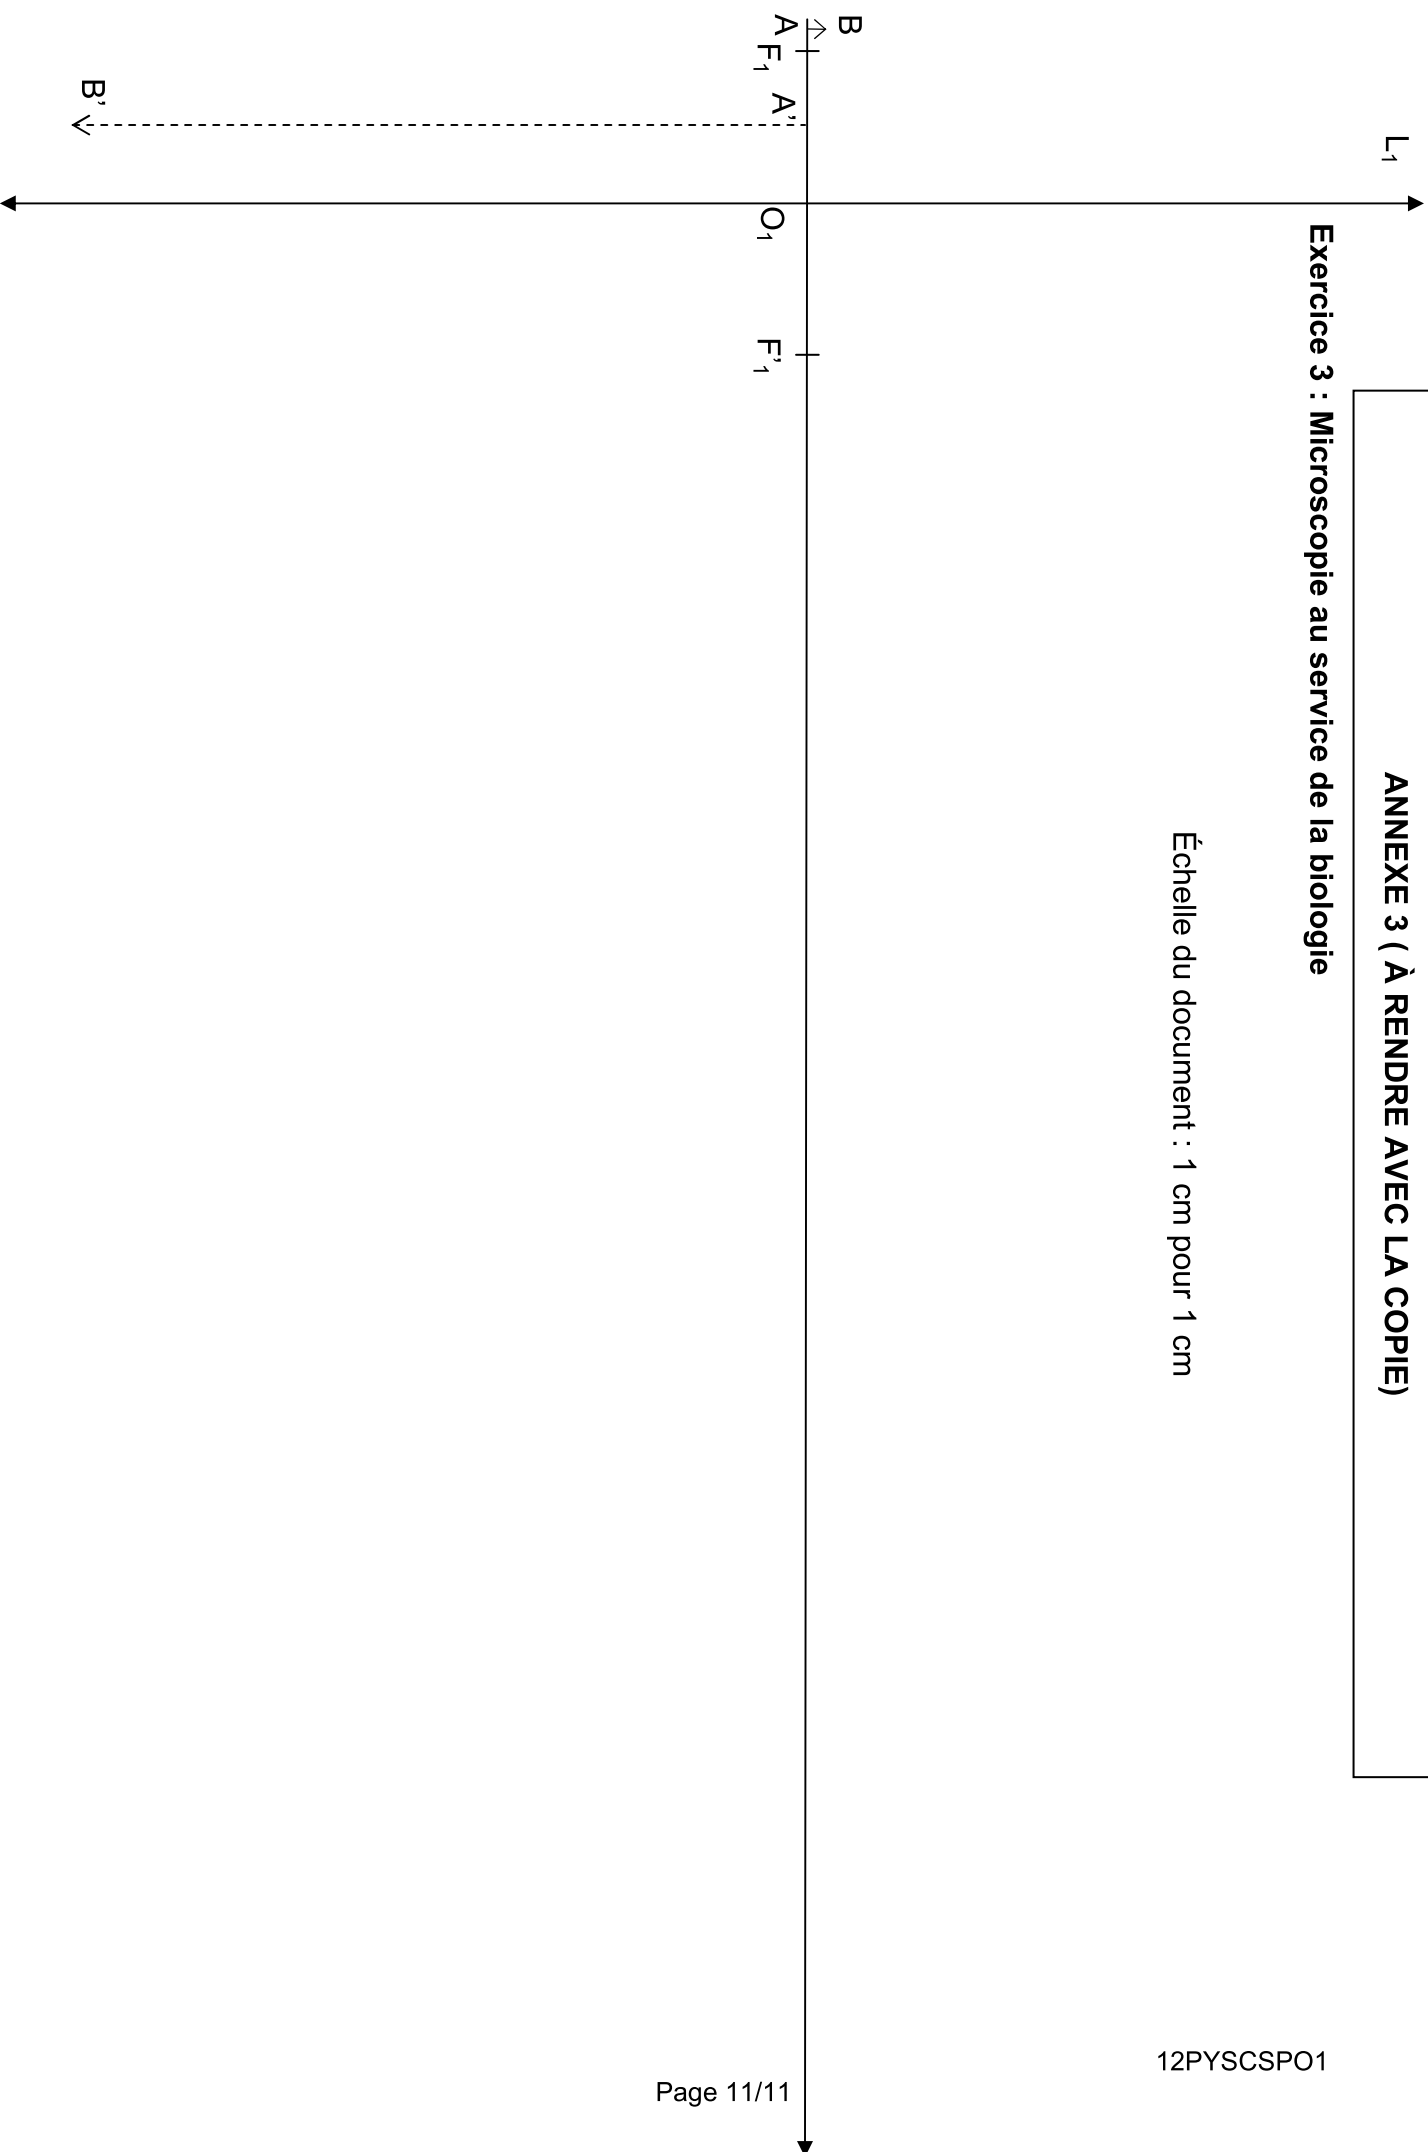 ANNEXE 3 ( À RENDRE AVEC LA COPIE)
Exercice 3 : Microscopie au service de la biologie
Échelle du document : 1 cm pour 1 cm
L1
B
A
F1
A’
B’
O1
F’1
12PYSCSPO1
Page 11/11